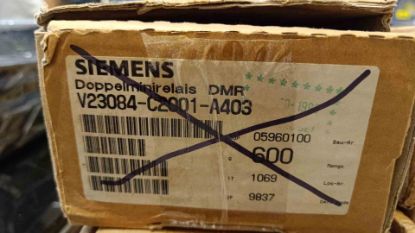 SIEMENS
Doppelminirelais DMR
V23084-C2001-A403
05960100
600
1069
9837